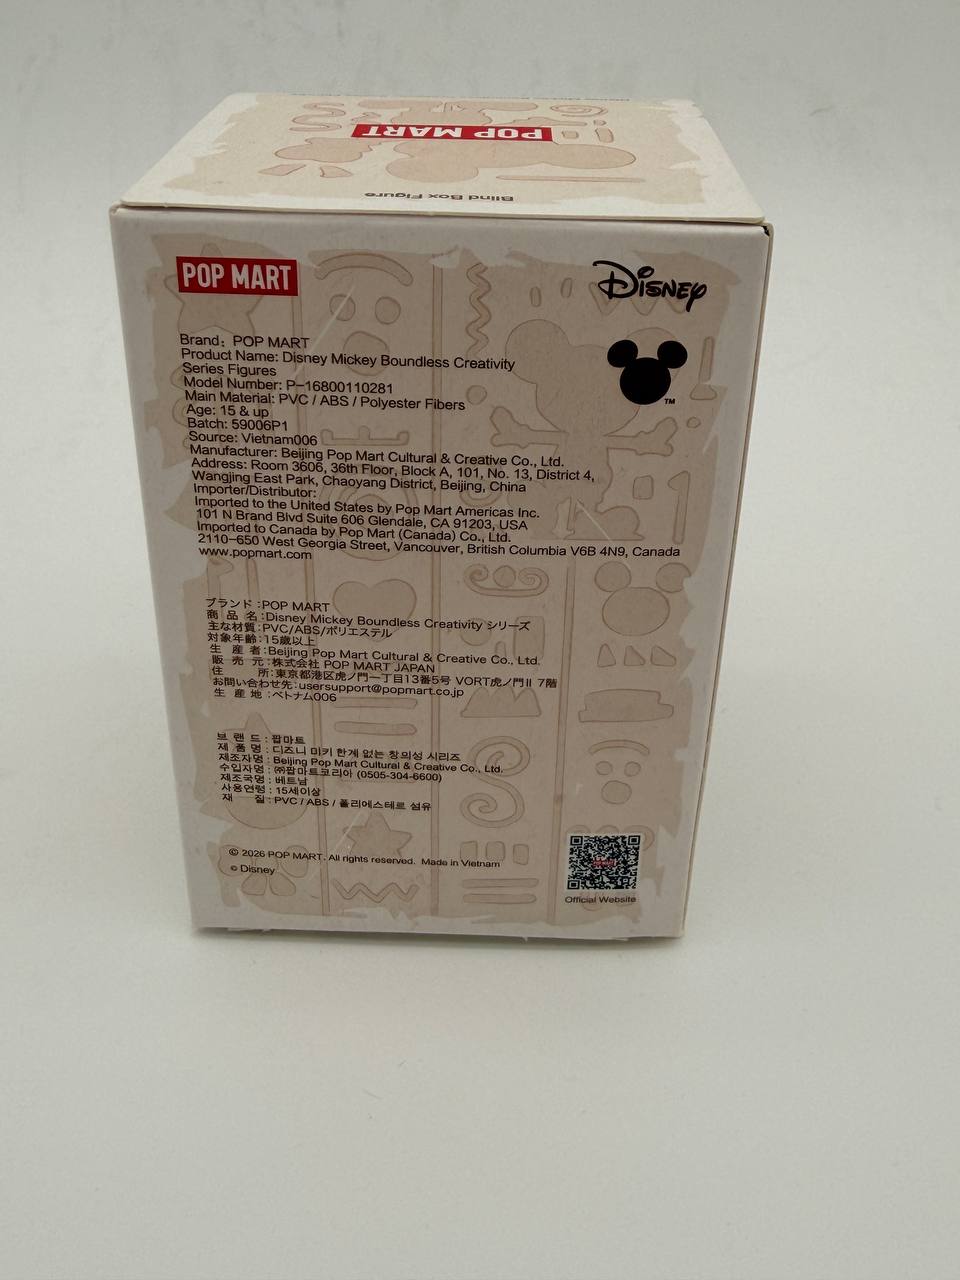 POP MART
Blind Box Figure
POP MART
Disney
Brand: POP MART
Product Name: Disney Mickey Boundless Creativity
Series Figures
Model Number: P-16800110281
Main Material: PVC / ABS / Polyester Fibers
Age: 15 & up
Batch: 59006P1
Source: Vietnam006
Manufacturer: Beijing Pop Mart Cultural & Creative Co., Ltd.
Address: Room 3606, 36th Floor, Block A, 101, No. 13, District 4,
Wangjing East Park, Chaoyang District, Beijing, China
Importer/Distributor:
Imported to the United States by Pop Mart Americas Inc.
101 N Brand Blvd Suite 606 Glendale, CA 91203, USA
Imported to Canada by Pop Mart (Canada) Co., Ltd.
2110-650 West Georgia Street, Vancouver, British Columbia V6B 4N9, Canada
www.popmart.com
TM
ブランド:POP MART
商品名:Disney Mickey Boundless Creativity シリーズ
主な材質:PVC/ABS/ポリエステル
対象年齢:15歳以上
生産者:Beijing Pop Mart Cultural & Creative Co., Ltd.
販売元:株式会社 POP MART JAPAN
住所:東京都港区虎ノ門一丁目13番5号 VORT虎ノ門II 7階
お問い合わせ先:usersupport@popmart.co.jp
生産地:ベトナム006
브랜드:팝마트
제품명:디즈니 미키 한계 없는 창의성 시리즈
제조자명:Beijing Pop Mart Cultural & Creative Co., Ltd.
수입자명:㈜팝마트코리아 (0505-304-6600)
제조국명:베트남
사용연령:15세이상
재질:PVC / ABS / 폴리에스테르 섬유
© 2026 POP MART. All rights reserved. Made in Vietnam
© Disney
Official Website